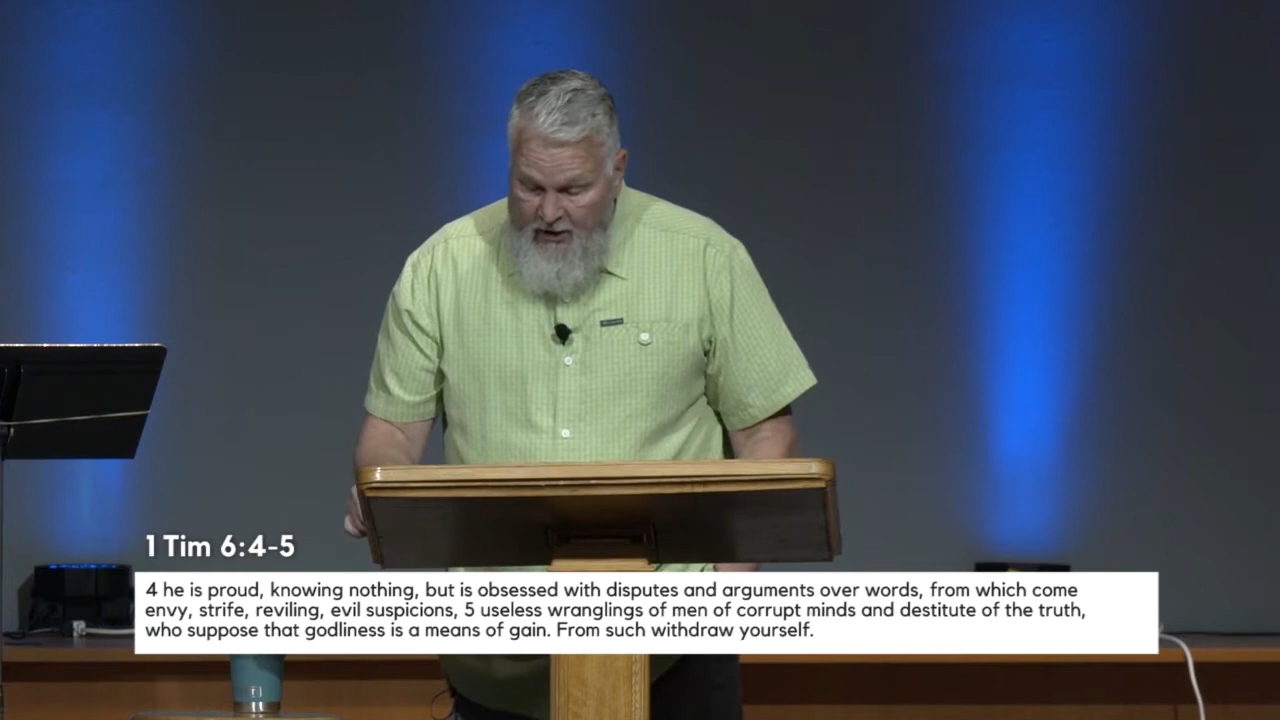 1 Tim 6:4-5
4 he is proud, knowing nothing, but is obsessed with disputes and arguments over words, from which come
envy, strife, reviling, evil suspicions, 5 useless wranglings of men of corrupt minds and destitute of the truth,
who suppose that godliness is a means of gain. From such withdraw yourself.